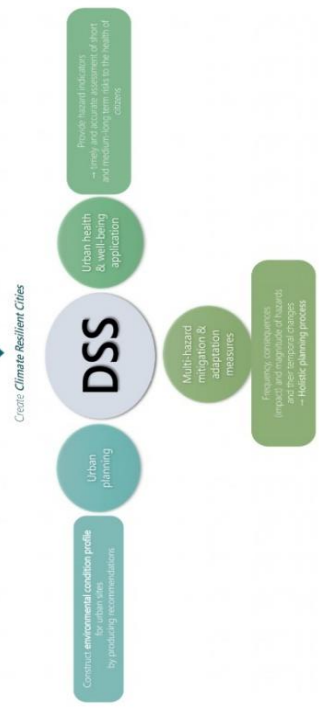 Create Climate Resilient Cities
Construct environmental condition profile
for urban sites
by producing recommendations
Urban
planning
DSS
Urban health
& well-being
application
Provide hazard indicators
→ timely and accurate assessment of short
and medium-long term risks to the health of
citizens
Multi-hazard
mitigation &
adaptation
measures
Frequency, consequences
(impact) and magnitude of hazards
and their temporal changes
→ Holistic planning process